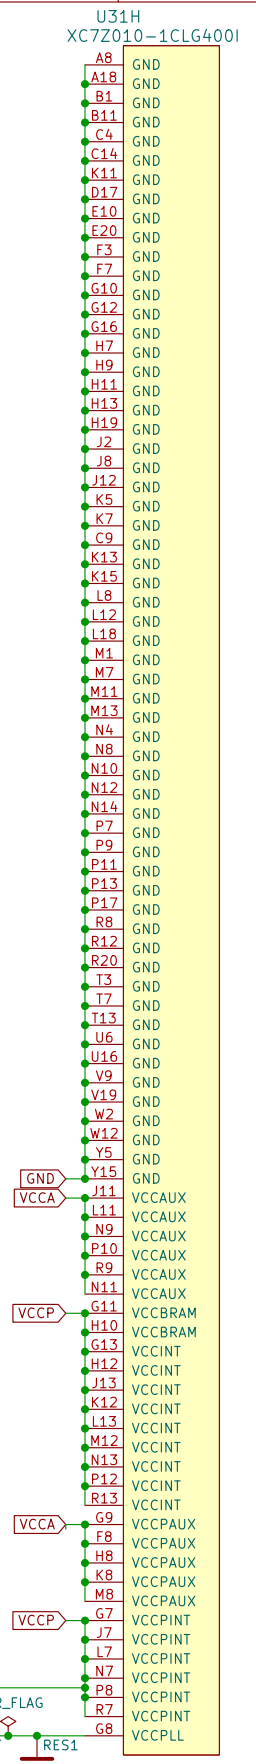 U31H
XC7Z010-1CLG400I
A8 GND
A18 GND
B1 GND
B11 GND
C4 GND
C14 GND
K11 GND
D17 GND
E10 GND
E20 GND
F3 GND
F7 GND
G10 GND
G12 GND
G16 GND
H7 GND
H9 GND
H11 GND
H13 GND
H19 GND
J2 GND
J8 GND
J12 GND
K5 GND
K7 GND
C9 GND
K13 GND
K15 GND
L8 GND
L12 GND
L18 GND
M1 GND
M7 GND
M11 GND
M13 GND
N4 GND
N8 GND
N10 GND
N12 GND
N14 GND
P7 GND
P9 GND
P11 GND
P13 GND
P17 GND
R8 GND
R12 GND
R20 GND
T3 GND
T7 GND
T13 GND
U6 GND
U16 GND
V9 GND
V19 GND
W2 GND
W12 GND
Y5 GND
GND Y15 GND
VCCA J11 VCCAUX
L11 VCCAUX
N9 VCCAUX
P10 VCCAUX
R9 VCCAUX
N11 VCCAUX
VCCP G11 VCCBRAM
H10 VCCBRAM
G13 VCCINT
H12 VCCINT
J13 VCCINT
K12 VCCINT
L13 VCCINT
M12 VCCINT
N13 VCCINT
P12 VCCINT
R13 VCCINT
VCCA G9 VCCPAUX
F8 VCCPAUX
H8 VCCPAUX
K8 VCCPAUX
M8 VCCPAUX
VCCP G7 VCCPINT
J7 VCCPINT
L7 VCCPINT
N7 VCCPINT
P8 VCCPINT
R7 VCCPINT
R_FLAG
G8 VCCPLL
RES1